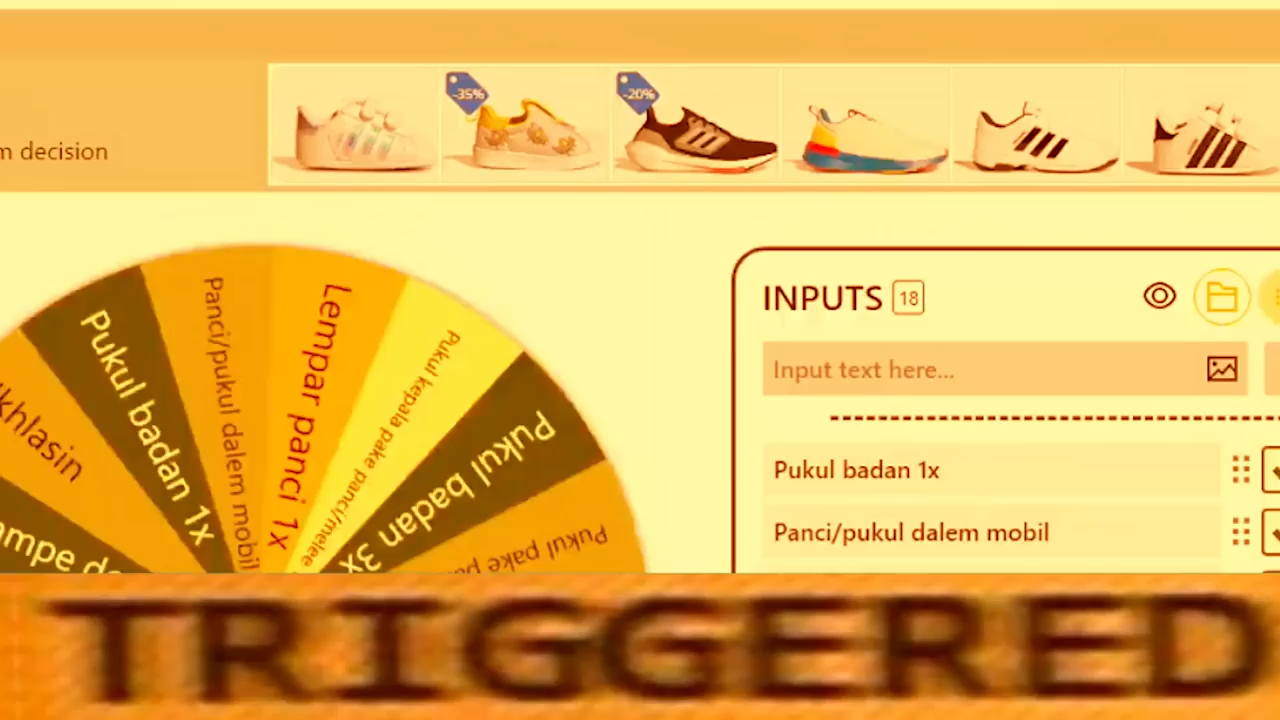 -35%
-20%
m decision
INPUTS 18
Input text here...
Pukul badan 1x
Panci/pukul dalem mobil
khlasin
Pukul badan 1x
Panci/pukul dalem mobil
Lempar panci 1x
Pukul kepala pake panci/melee
Pukul badan 3x
Pukul pake
TRIGGERED